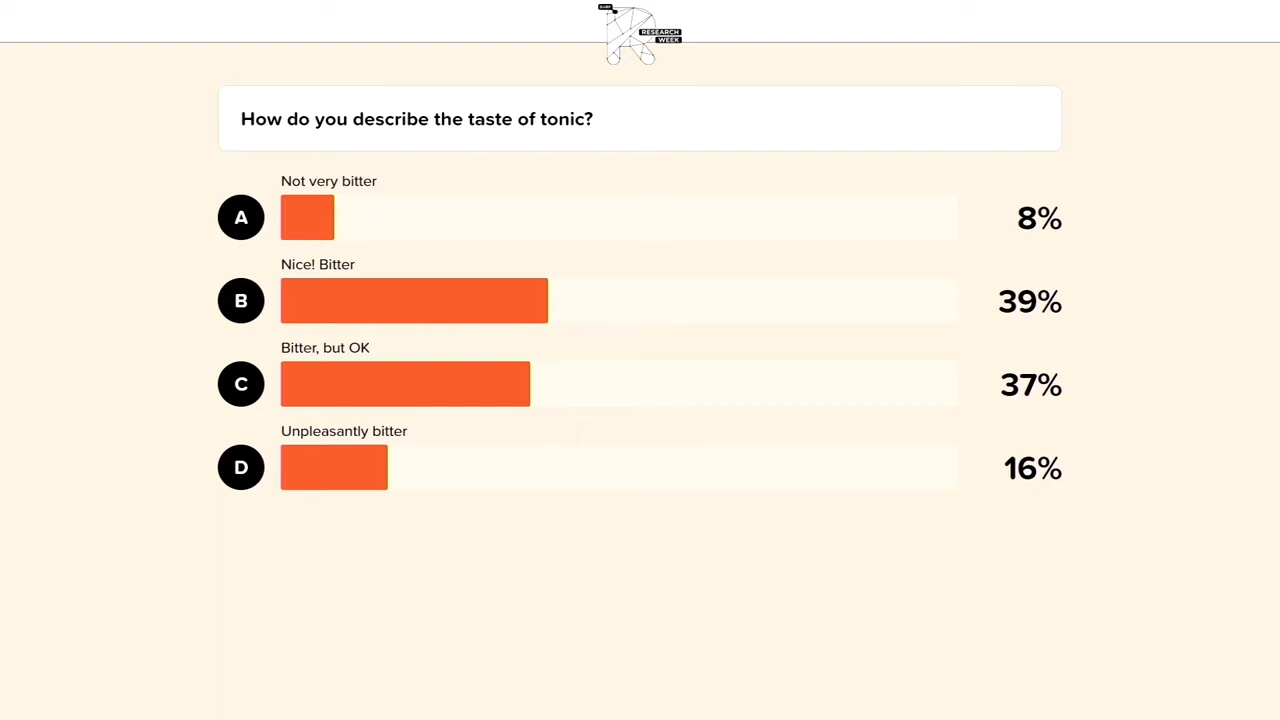 SURF
RESEARCH
WEEK
How do you describe the taste of tonic?
Not very bitter
A
8%
Nice! Bitter
B
39%
Bitter, but OK
C
37%
Unpleasantly bitter
D
16%